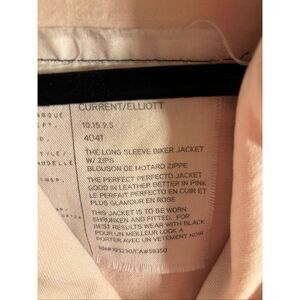 CURRENT/ELLIOTT
10.15.9.5
4041
THE LONG SLEEVE BIKER JACKET
W/ ZIPS
BLOUSON DE MOTARD ZIPPE
THE PERFECT PERFECTO JACKET
GOOD IN LEATHER BETTER IN PINK
LE PARFAIT PERFECTO EN CUIR ET
PLUS GLAMOUR EN ROSE
THIS JACKET IS TO BE WORN
SHRUNKEN AND FITTED. FOR
BEST RESULTS WEAR WITH BLACK
POUR UN MEILLEUR LOOK A
PORTER AVEC UN VETEMENT NOIR